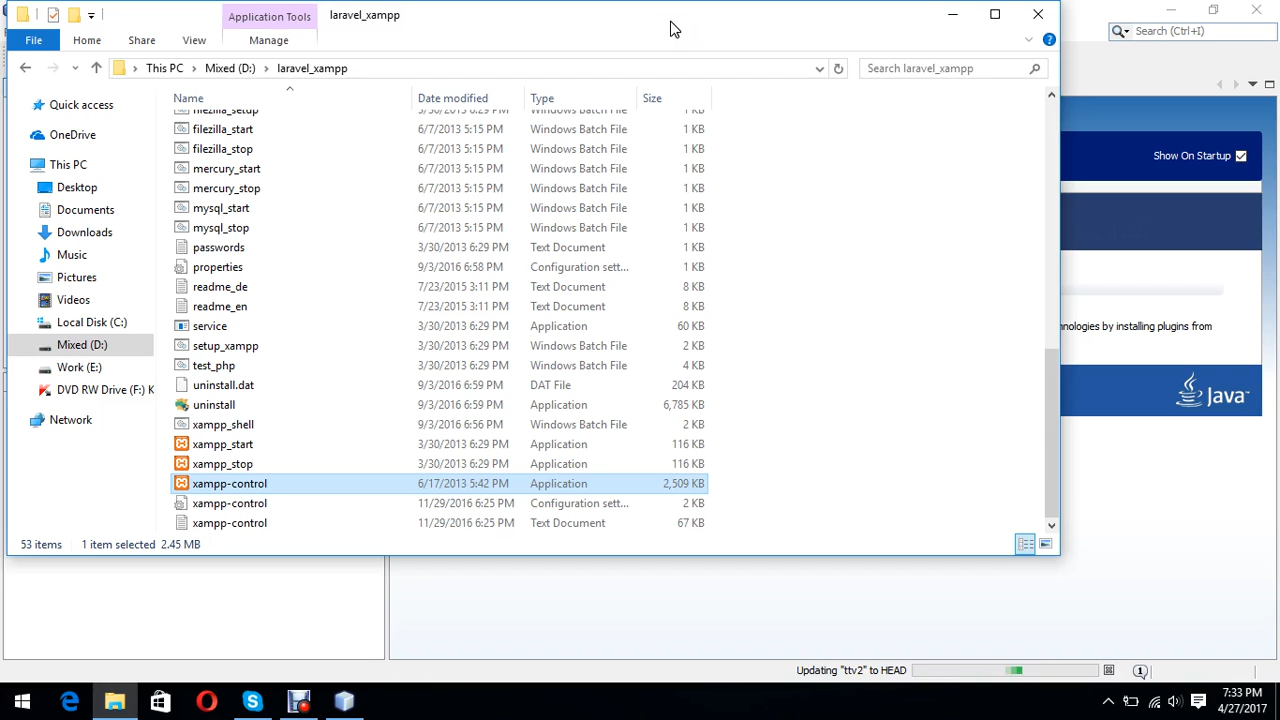 Application Tools
laravel_xampp
Search (Ctrl+I)
File
Home
Share
View
Manage
This PC
Mixed (D:)
laravel_xampp
Search laravel_xampp
Name
Date modified
Type
Size
Quick access
OneDrive
This PC
Desktop
Documents
Downloads
Music
Pictures
Videos
Local Disk (C:)
Mixed (D:)
Work (E:)
DVD RW Drive (F:) K
Network
filezilla_setup 3/30/2013 6:29 PM Windows Batch File 1 KB
filezilla_start 6/7/2013 5:15 PM Windows Batch File 1 KB
filezilla_stop 6/7/2013 5:15 PM Windows Batch File 1 KB
mercury_start 6/7/2013 5:15 PM Windows Batch File 1 KB
mercury_stop 6/7/2013 5:15 PM Windows Batch File 1 KB
mysql_start 6/7/2013 5:15 PM Windows Batch File 1 KB
mysql_stop 6/7/2013 5:15 PM Windows Batch File 1 KB
passwords 3/30/2013 6:29 PM Text Document 1 KB
properties 9/3/2016 6:58 PM Configuration sett... 1 KB
readme_de 7/23/2015 3:11 PM Text Document 8 KB
readme_en 7/23/2015 3:11 PM Text Document 8 KB
service 3/30/2013 6:29 PM Application 60 KB
setup_xampp 3/30/2013 6:29 PM Windows Batch File 2 KB
test_php 3/30/2013 6:29 PM Windows Batch File 4 KB
uninstall.dat 9/3/2016 6:59 PM DAT File 204 KB
uninstall 9/3/2016 6:59 PM Application 6,785 KB
xampp_shell 9/3/2016 6:59 PM Windows Batch File 2 KB
xampp_start 3/30/2013 6:29 PM Application 116 KB
xampp_stop 3/30/2013 6:29 PM Application 116 KB
xampp-control 6/17/2013 5:42 PM Application 2,509 KB
xampp-control 11/29/2016 6:25 PM Configuration sett... 2 KB
xampp-control 11/29/2016 6:25 PM Text Document 67 KB
53 items
1 item selected 2.45 MB
Show On Startup
nologies by installing plugins from
Java
Updating "ttv2" to HEAD
1
7:33 PM
4/27/2017